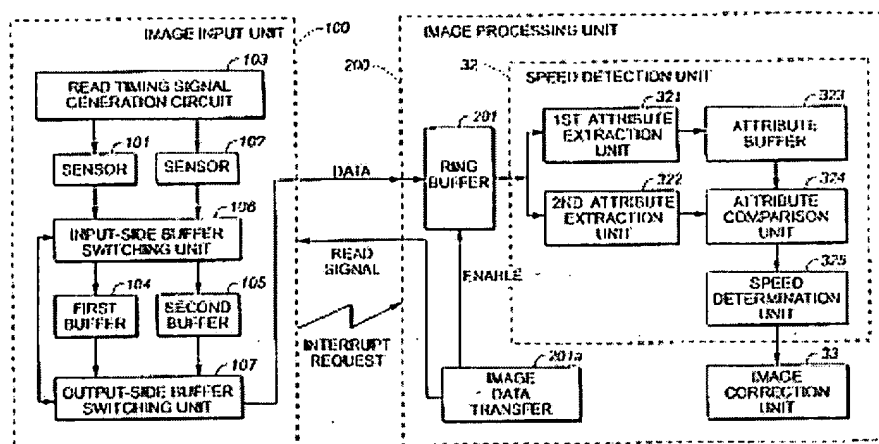 IMAGE INPUT UNIT
100
IMAGE PROCESSING UNIT
103
READ TIMING SIGNAL
GENERATION CIRCUIT
200
32
SPEED DETECTION UNIT
101
SENSOR
102
SENSOR
201
RING
BUFFER
321
1ST ATTRIBUTE
EXTRACTION
UNIT
323
ATTRIBUTE
BUFFER
DATA
106
INPUT-SIDE BUFFER
SWITCHING UNIT
322
2ND ATTRIBUTE
EXTRACTION
UNIT
324
ATTRIBUTE
COMPARISON
UNIT
READ
SIGNAL
ENABLE
104
FIRST
BUFFER
105
SECOND
BUFFER
325
SPEED
DETERMINATION
UNIT
INTERRUPT
REQUEST
107
OUTPUT-SIDE BUFFER
SWITCHING UNIT
201a
IMAGE
DATA
TRANSFER
33
IMAGE
CORRECTION
UNIT